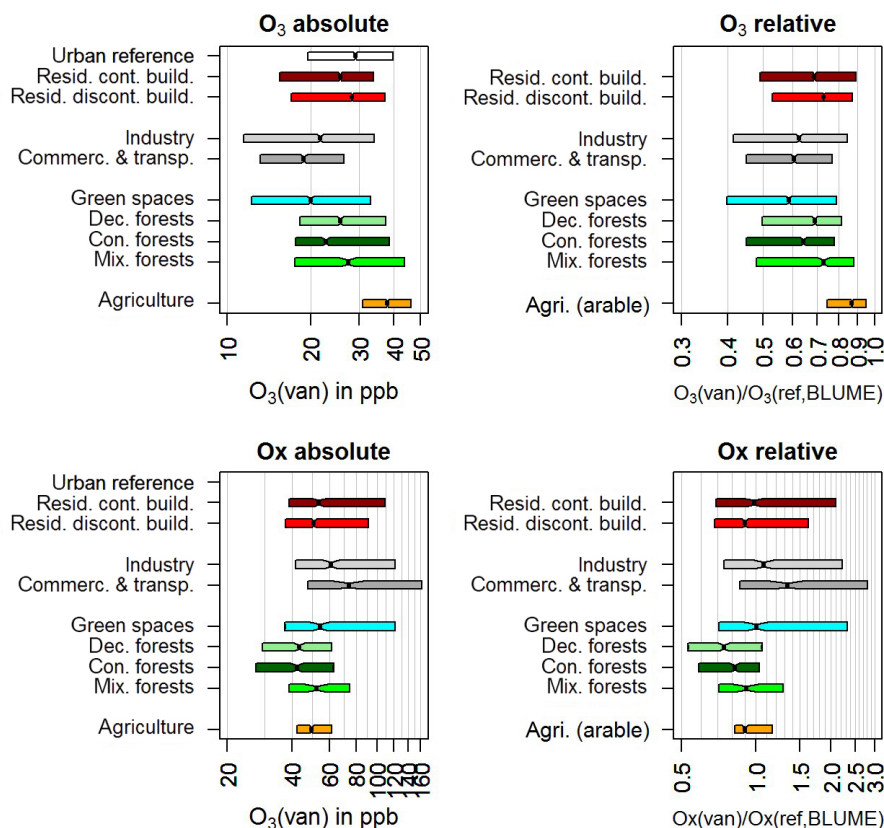 O3 absolute
Urban reference
Resid. cont. build.
Resid. discont. build.
Industry
Commerc. & transp.
Green spaces
Dec. forests
Con. forests
Mix. forests
Agriculture
10 20 30 40 50
O3(van) in ppb
O3 relative
Resid. cont. build.
Resid. discont. build.
Industry
Commerc. & transp.
Green spaces
Dec. forests
Con. forests
Mix. forests
Agri. (arable)
0.3 0.4 0.5 0.6 0.7 0.8 0.9 1.0
O3(van)/O3(ref,BLUME)
Ox absolute
Urban reference
Resid. cont. build.
Resid. discont. build.
Industry
Commerc. & transp.
Green spaces
Dec. forests
Con. forests
Mix. forests
Agriculture
20 40 60 80 100 120 160
O3(van) in ppb
Ox relative
Resid. cont. build.
Resid. discont. build.
Industry
Commerc. & transp.
Green spaces
Dec. forests
Con. forests
Mix. forests
Agri. (arable)
0.5 1.0 1.5 2.0 2.5 3.0
Ox(van)/Ox(ref,BLUME)